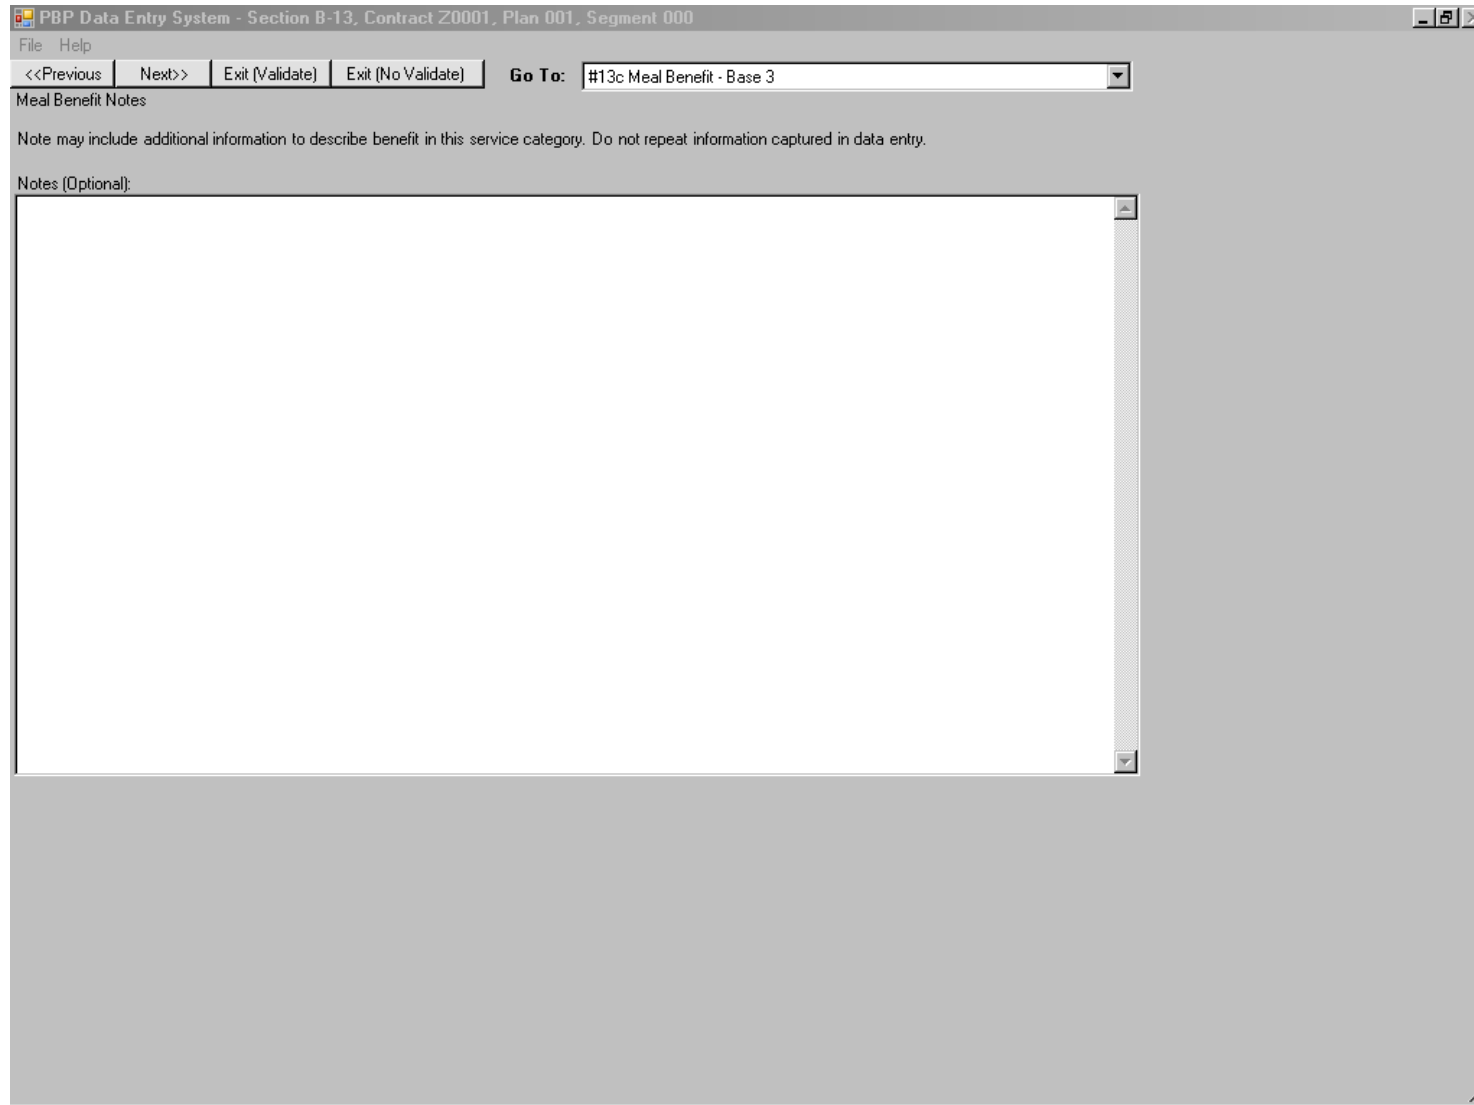 PBP Data Entry System - Section B-13, Contract Z0001, Plan 001, Segment 000
File Help
<<Previous Next>> Exit (Validate) Exit (No Validate) Go To: #13c Meal Benefit - Base 3
Meal Benefit Notes
Note may include additional information to describe benefit in this service category. Do not repeat information captured in data entry.
Notes (Optional):